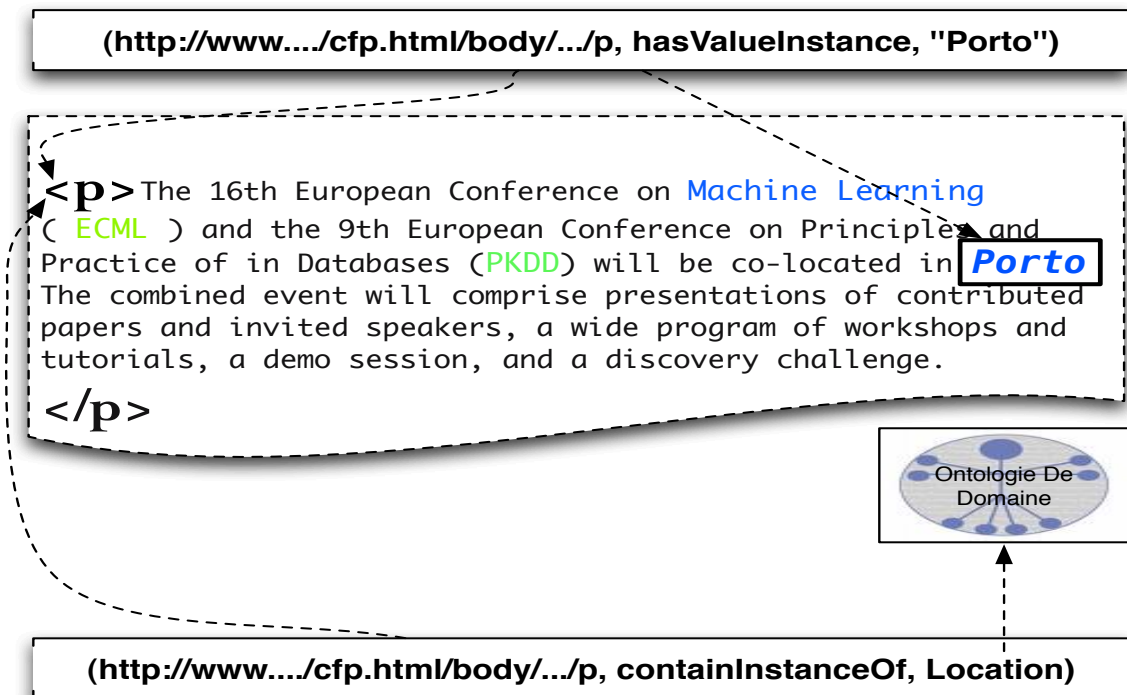 (http://www..../cfp.html/body/.../p, hasValueInstance, "Porto")
<p>The 16th European Conference on Machine Learning
( ECML ) and the 9th European Conference on Principles and
Practice of in Databases (PKDD) will be co-located in Porto
The combined event will comprise presentations of contributed
papers and invited speakers, a wide program of workshops and
tutorials, a demo session, and a discovery challenge.
</p>
Ontologie De
Domaine
(http://www..../cfp.html/body/.../p, containInstanceOf, Location)